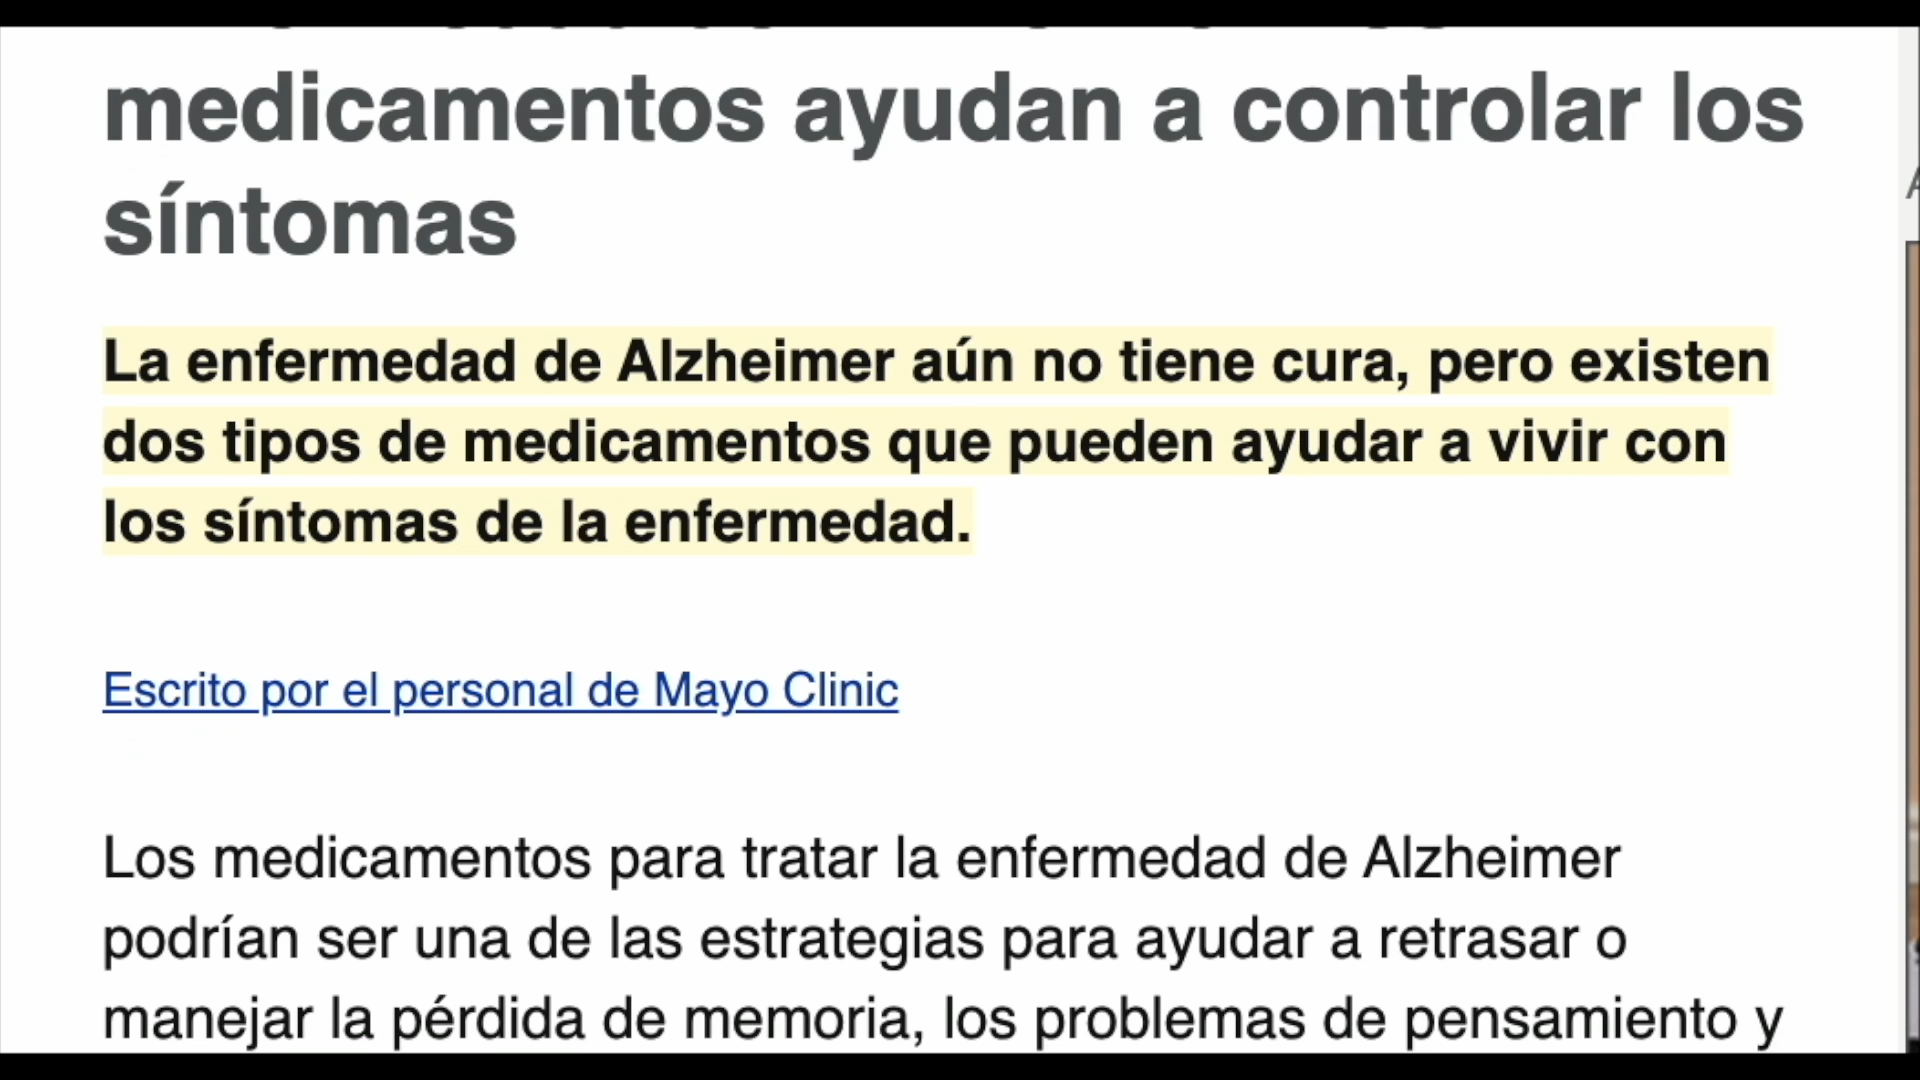 medicamentos ayudan a controlar los
síntomas
La enfermedad de Alzheimer aún no tiene cura, pero existen
dos tipos de medicamentos que pueden ayudar a vivir con
los síntomas de la enfermedad.
Escrito por el personal de Mayo Clinic
Los medicamentos para tratar la enfermedad de Alzheimer
podrían ser una de las estrategias para ayudar a retrasar o
manejar la pérdida de memoria, los problemas de pensamiento y